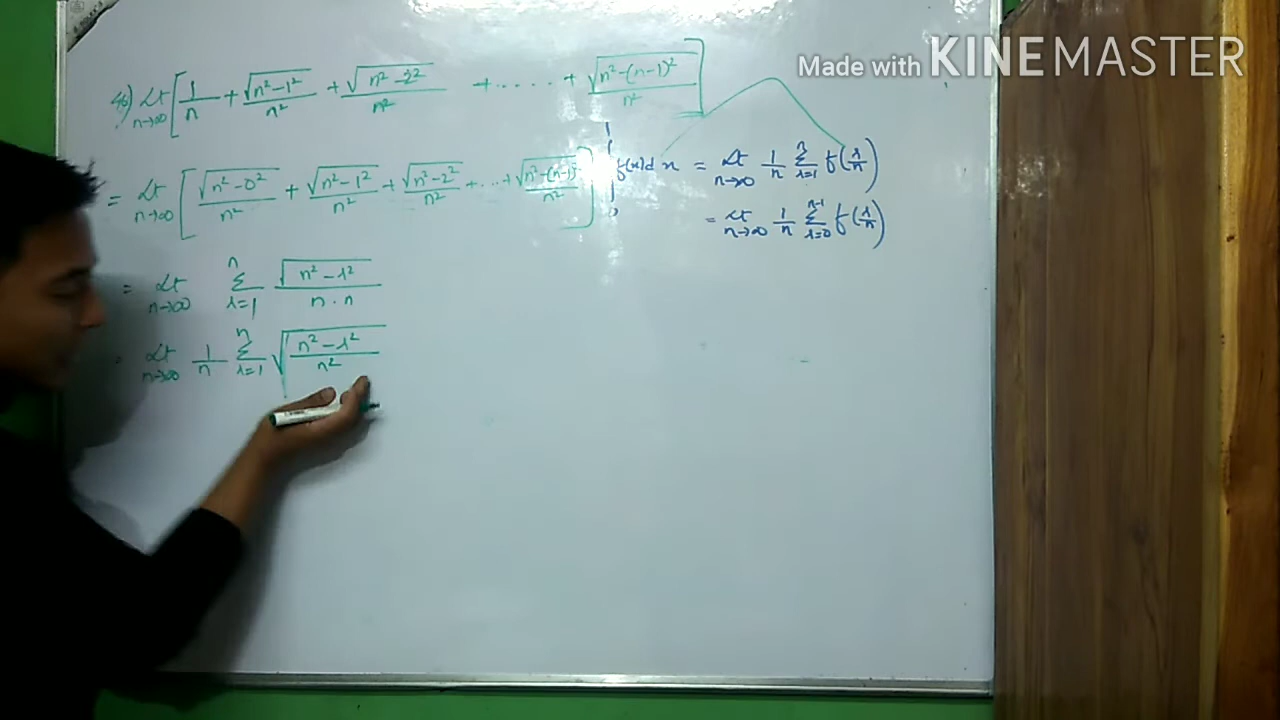 Made with KINEMASTER
46) Lt n→∞ [ 1/n + √(n²-1²)/n² + √(n²-2²)/n² + ..... + √(n²-(n-1)²)/n² ]
= Lt n→∞ [ √(n²-0²)/n² + √(n²-1²)/n² + √(n²-2²)/n² + ... + √(n²-(n-1)²)/n² ]
∫₀¹ f(x)dx = Lt n→∞ 1/n Σ r=1 n f(r/n)
= Lt n→∞ 1/n Σ r=0 n-1 f(r/n)
= Lt n→∞ Σ r=1 n √(n²-r²)/(n·n)
= Lt n→∞ 1/n Σ r=1 n √((n²-r²)/n²)